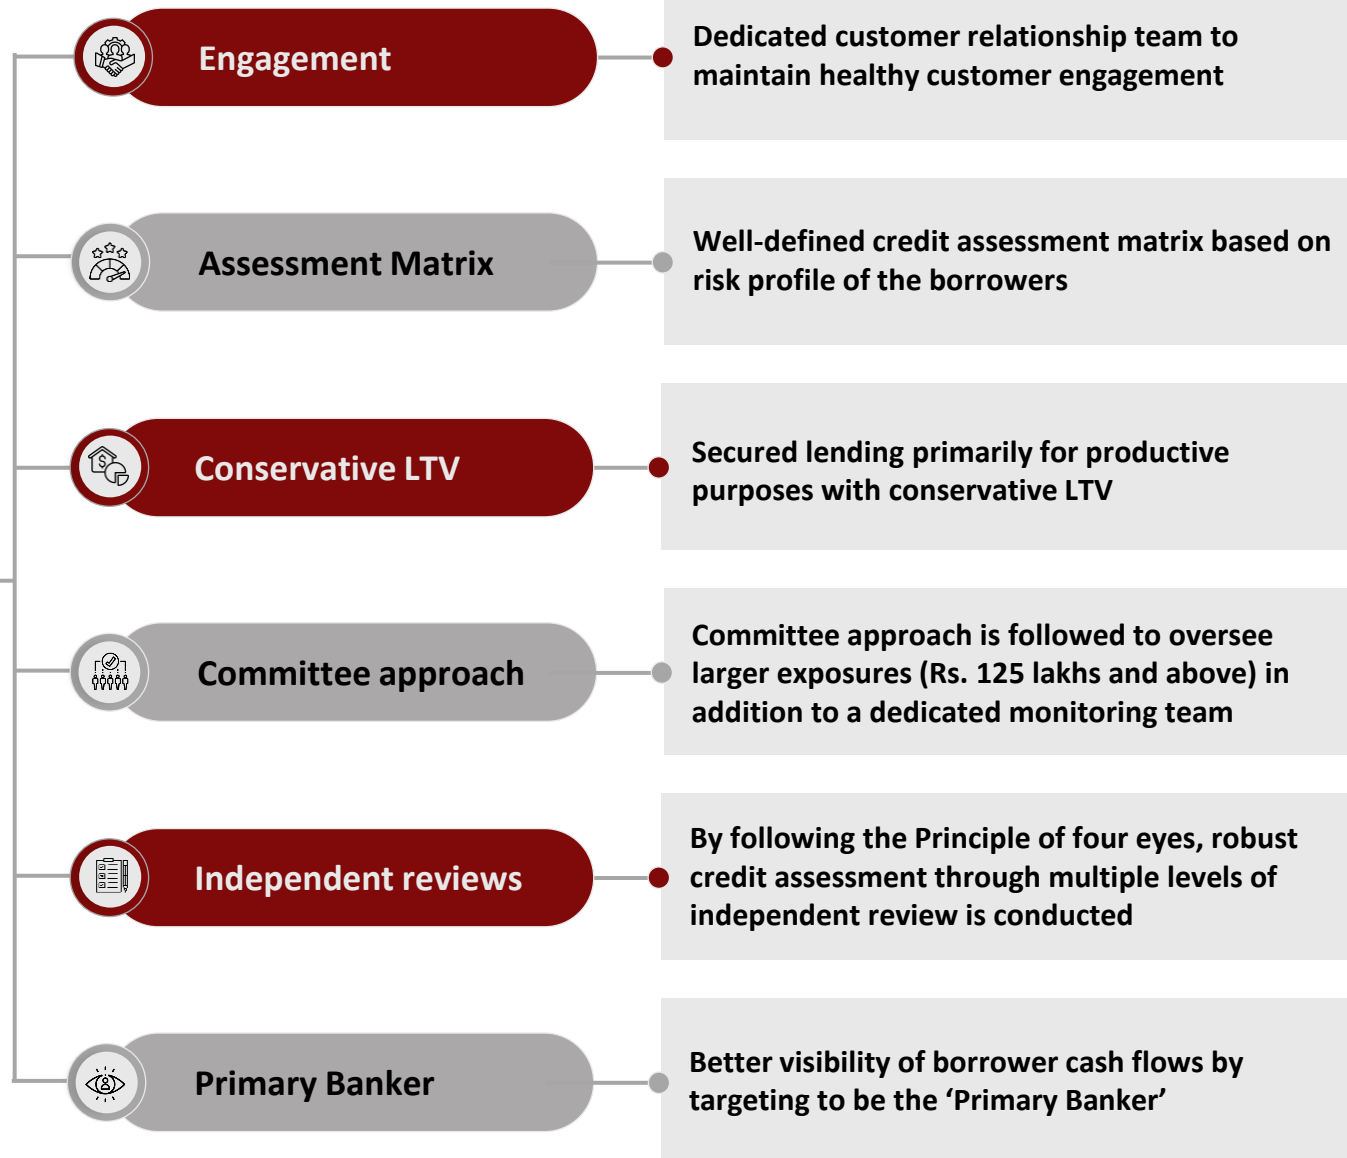 Engagement
Dedicated customer relationship team to
maintain healthy customer engagement
Assessment Matrix
Well-defined credit assessment matrix based on
risk profile of the borrowers
Conservative LTV
Secured lending primarily for productive
purposes with conservative LTV
Committee approach
Committee approach is followed to oversee
larger exposures (Rs. 125 lakhs and above) in
addition to a dedicated monitoring team
Independent reviews
By following the Principle of four eyes, robust
credit assessment through multiple levels of
independent review is conducted
Primary Banker
Better visibility of borrower cash flows by
targeting to be the ‘Primary Banker’